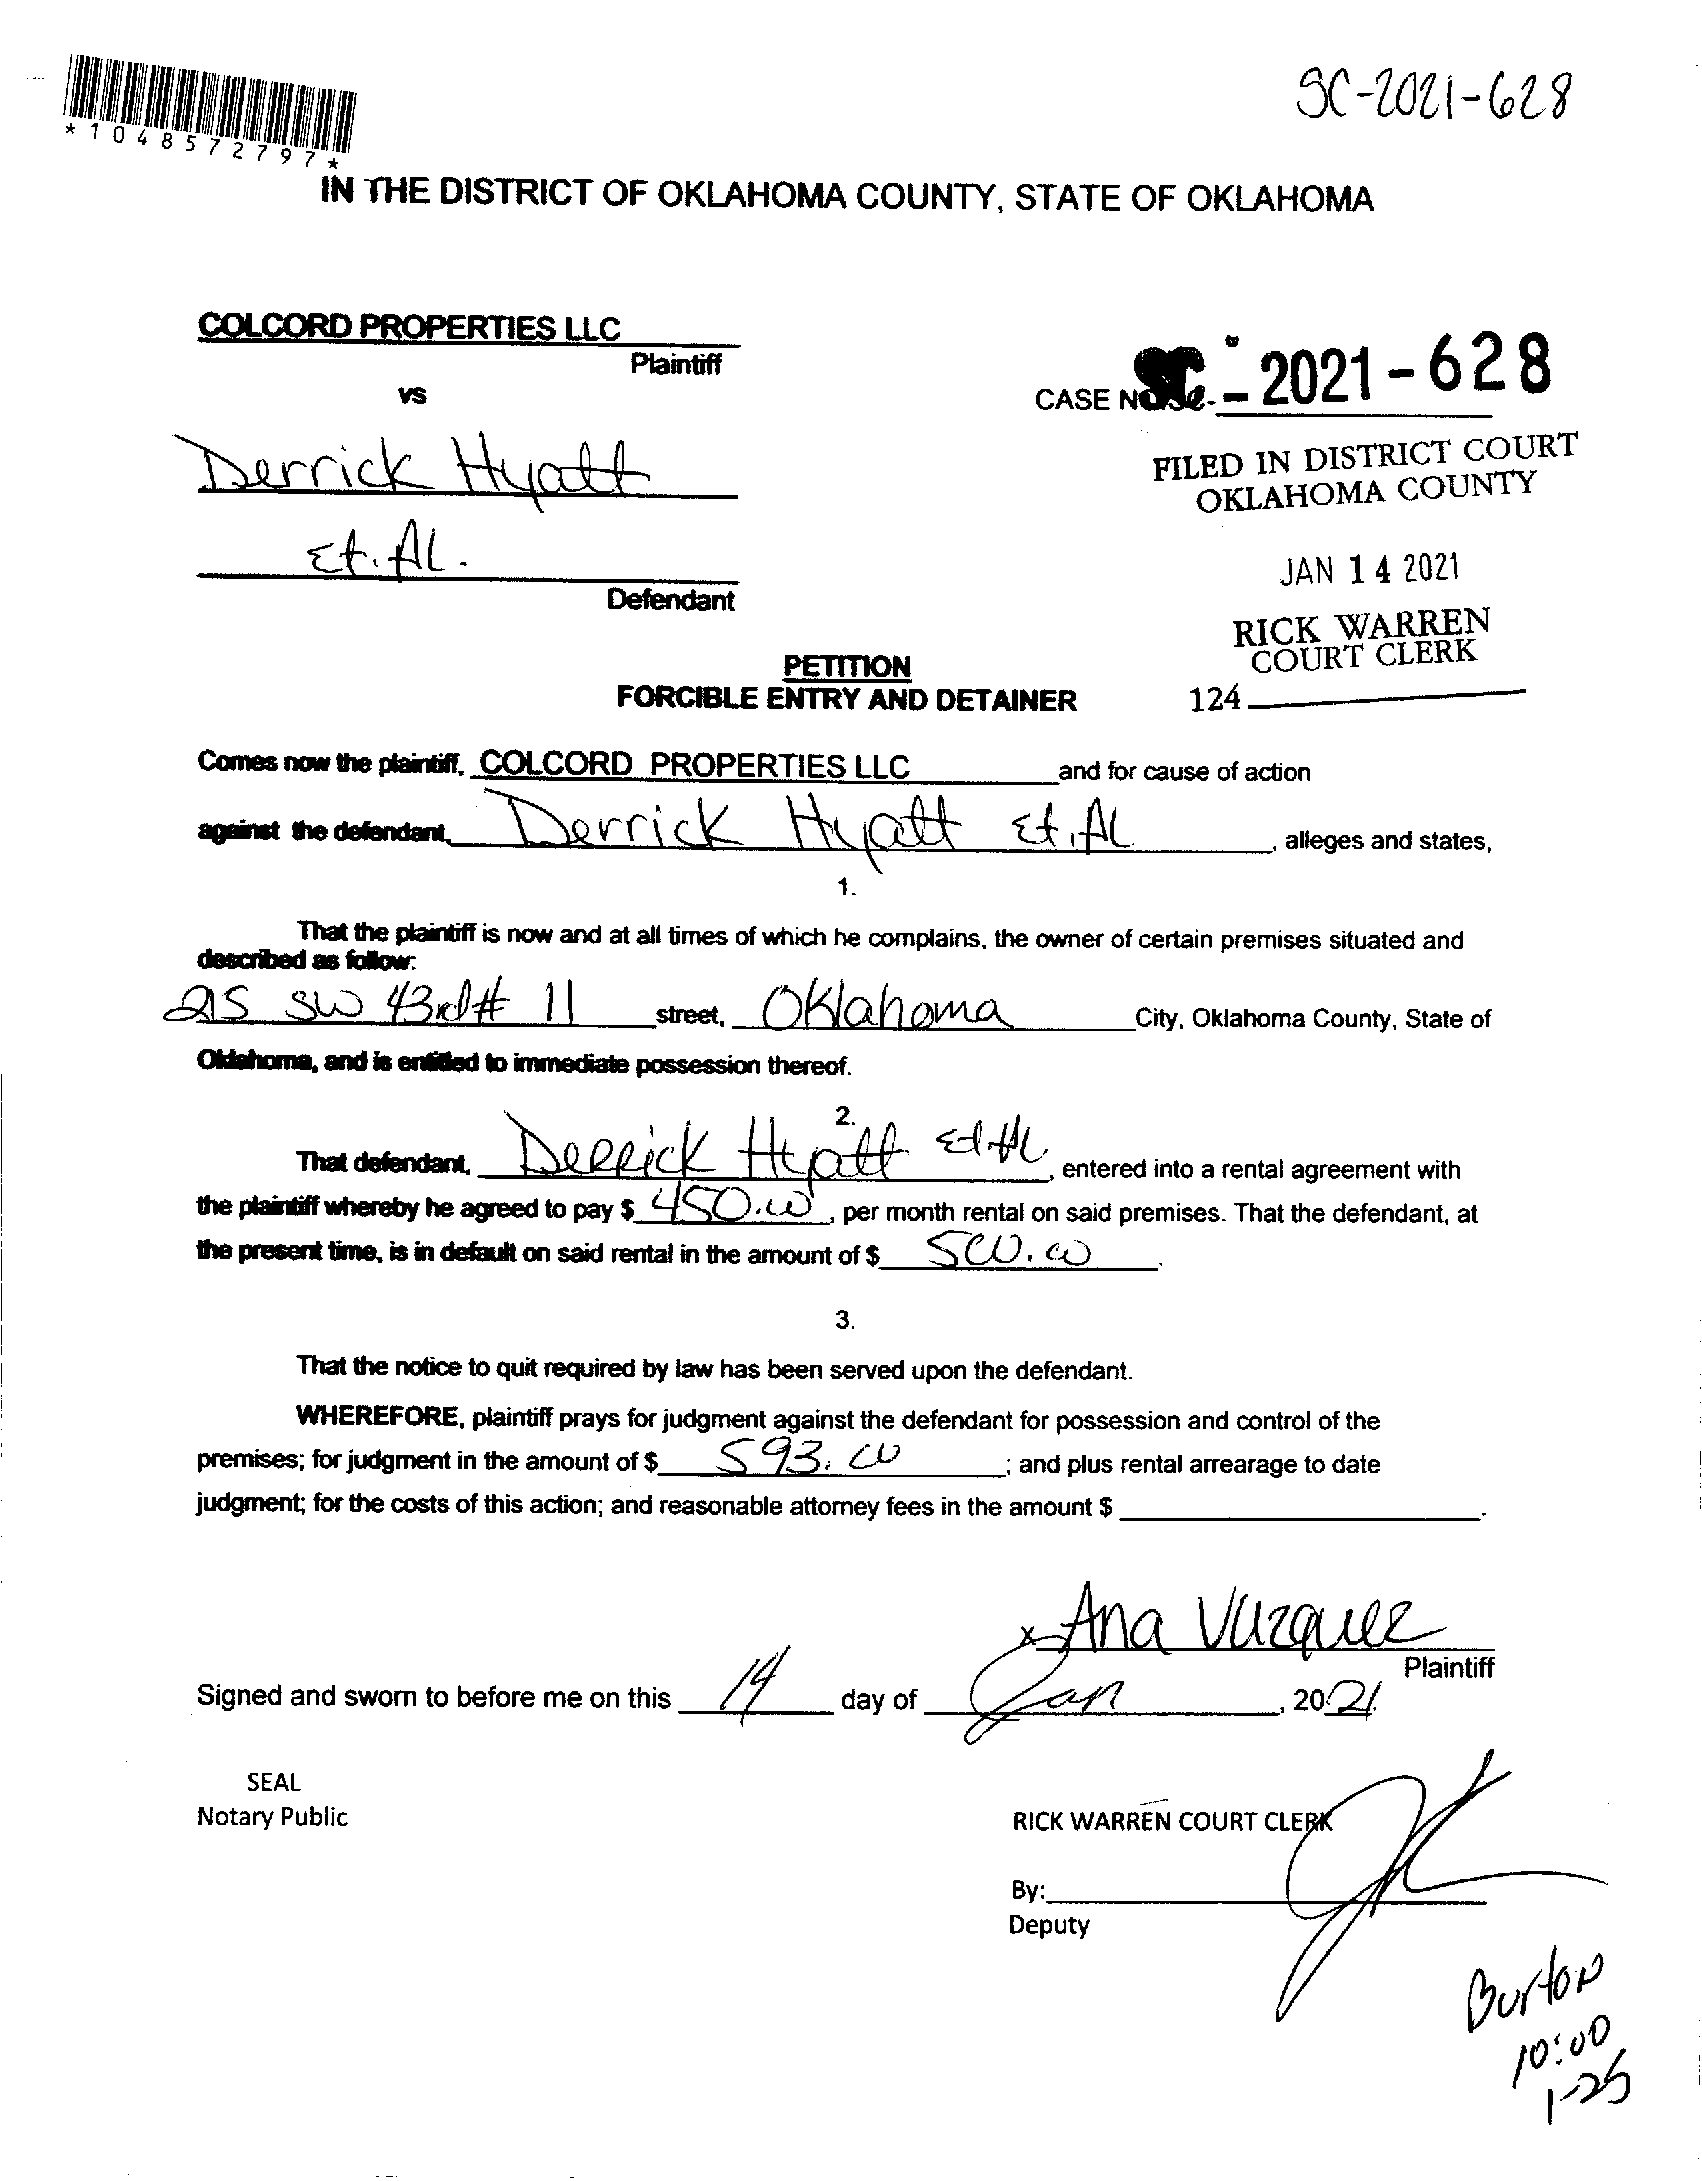 SC-2021-628
*1048572797*
IN THE DISTRICT OF OKLAHOMA COUNTY, STATE OF OKLAHOMA
COLCORD PROPERTIES LLC
Plaintiff
vs
CASE NO. SC - 2021-628
Derrick Hyatt
FILED IN DISTRICT COURT
OKLAHOMA COUNTY
Et. Al.
JAN 14 2021
Defendant
RICK WARREN
COURT CLERK
PETITION
FORCIBLE ENTRY AND DETAINER
124
Comes now the plaintiff, COLCORD PROPERTIES LLC and for cause of action
against the defendant, Derrick Hyatt Et. Al , alleges and states,
1.
That the plaintiff is now and at all times of which he complains, the owner of certain premises situated and
described as follow:
215 SW 43rd # 11 street, Oklahoma City, Oklahoma County, State of
Oklahoma, and is entitled to immediate possession thereof.
2.
That defendant, Derrick Hyatt Et Al , entered into a rental agreement with
the plaintiff whereby he agreed to pay $ 450.00 , per month rental on said premises. That the defendant, at
the present time, is in default on said rental in the amount of $ 500.00 .
3.
That the notice to quit required by law has been served upon the defendant.
WHEREFORE, plaintiff prays for judgment against the defendant for possession and control of the
premises; for judgment in the amount of $ 593.00 ; and plus rental arrearage to date
judgment; for the costs of this action; and reasonable attorney fees in the amount $ .
x Ana Vazquez
Plaintiff
Signed and sworn to before me on this 14 day of Jan , 2021.
SEAL
Notary Public
RICK WARREN COURT CLERK
By:
Deputy
Burton
10:00
1-25